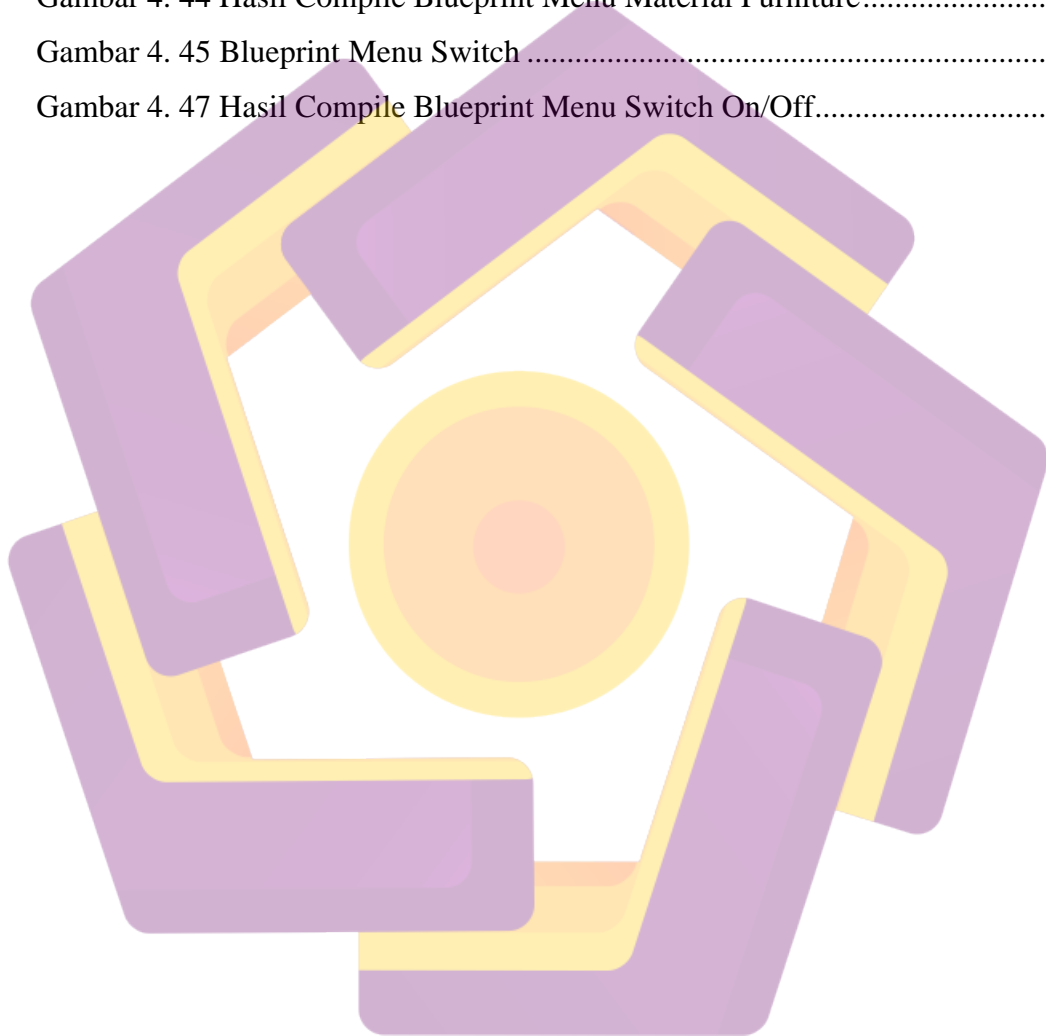 Gambar 4. 44 Hasil Compile Blueprint Menu Material Furniture............................
Gambar 4. 45 Blueprint Menu Switch ....................................................................
Gambar 4. 47 Hasil Compile Blueprint Menu Switch On/Off..............................